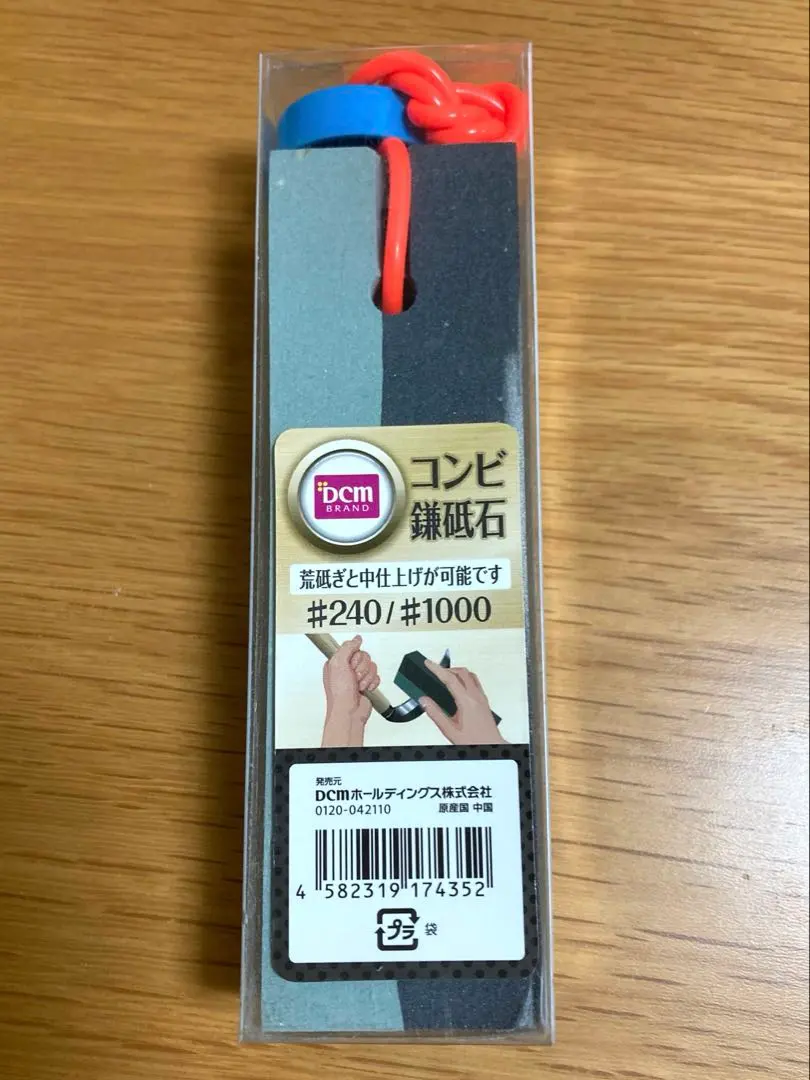 DCM
BRAND
コンビ
鎌砥石
荒砥ぎと中仕上げが可能です
#240/#1000
発売元
DCMホールディングス株式会社
0120-042110 原産国 中国
4 582319 174352
プラ 袋